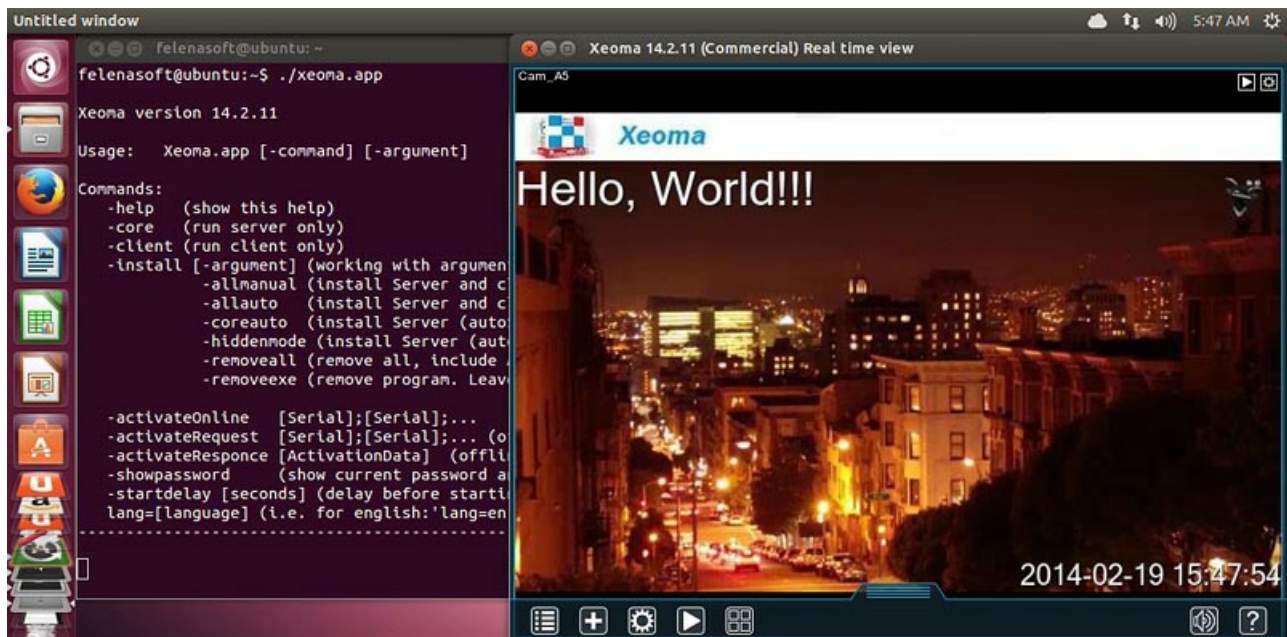 Untitled window
5:47 AM
felenasoft@ubuntu: ~
felenasoft@ubuntu:~$ ./xeoma.app
Xeoma version 14.2.11
Usage: Xeoma.app [-command] [-argument]
Commands:
-help (show this help)
-core (run server only)
-client (run client only)
-install [-argument] (working with argumen
-allmanual (install Server and c
-allauto (install Server and c
-coreauto (install Server (auto
-hiddenmode (install Server (aut
-removeall (remove all, include
-removeexe (remove program. Leav
-activateOnline [Serial];[Serial];...
-activateRequest [Serial];[Serial];... (o
-activateResponce [ActivationData] (offli
-showpassword (show current password a
-startdelay [seconds] (delay before starti
lang=[language] (i.e. for english:'lang=en
--------------------------------------------
Xeoma 14.2.11 (Commercial) Real time view
Cam_A5
Xeoma
Hello, World!!!
2014-02-19 15:47:54